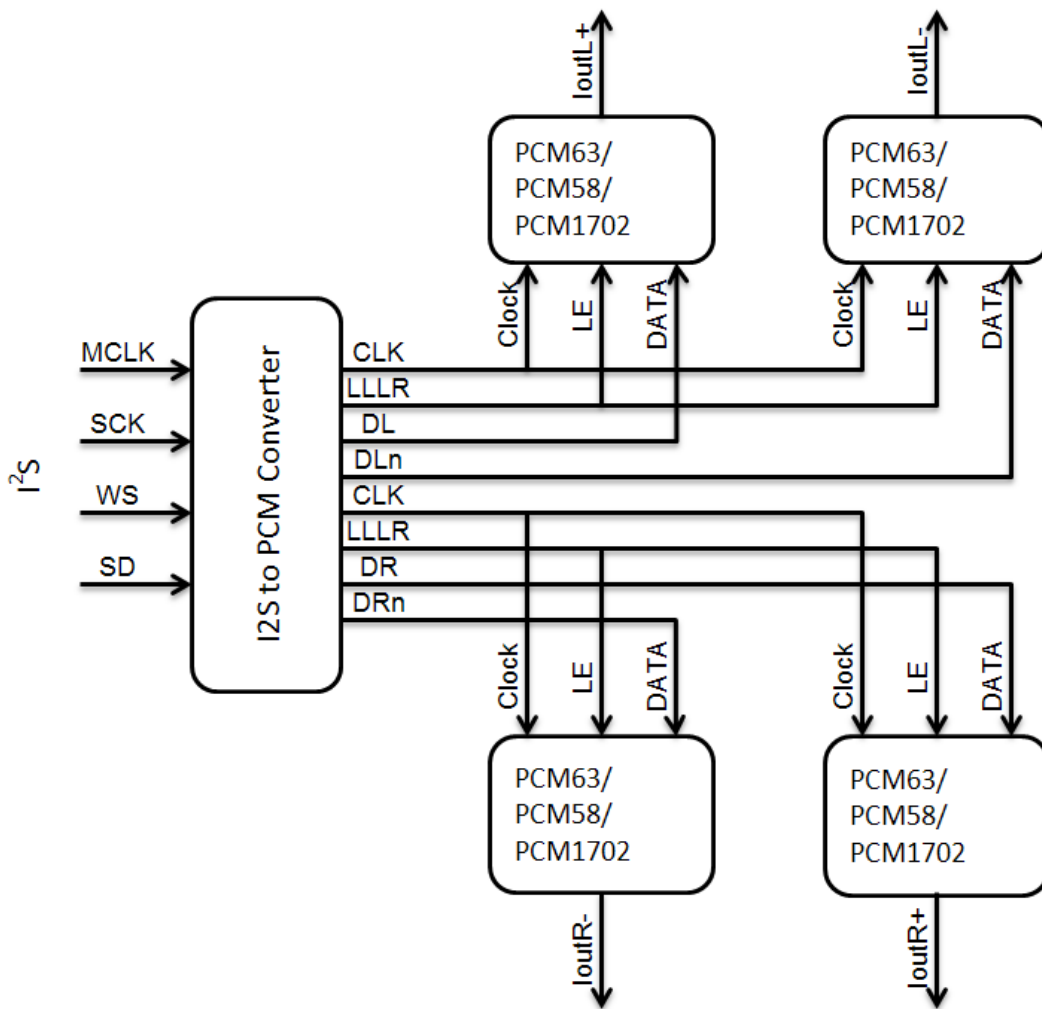 IoutL+
IoutL-
PCM63/
PCM58/
PCM1702
PCM63/
PCM58/
PCM1702
Clock
LE
DATA
Clock
LE
DATA
I²S
MCLK
SCK
WS
SD
I2S to PCM Converter
CLK
LLLR
DL
DLn
CLK
LLLR
DR
DRn
Clock
LE
DATA
Clock
LE
DATA
PCM63/
PCM58/
PCM1702
PCM63/
PCM58/
PCM1702
IoutR-
IoutR+